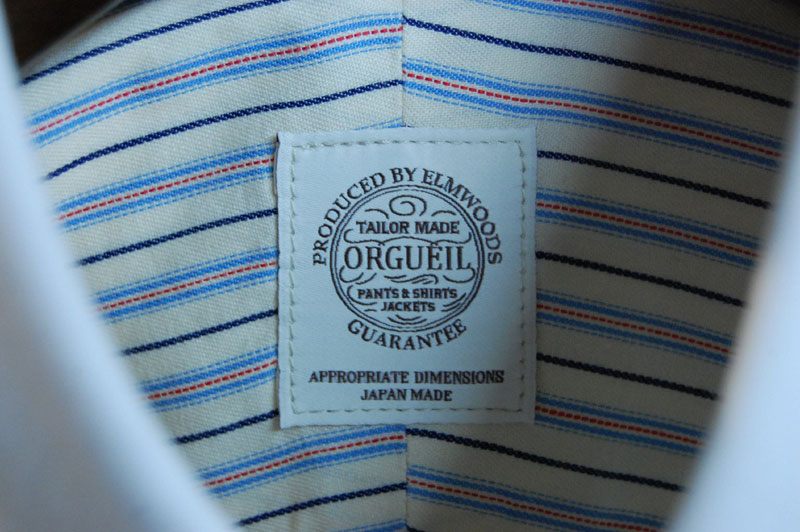 PRODUCED BY ELMWOODS
TAILOR MADE
ORGUEIL
PANTS & SHIRTS
JACKETS
GUARANTEE
APPROPRIATE DIMENSIONS
JAPAN MADE